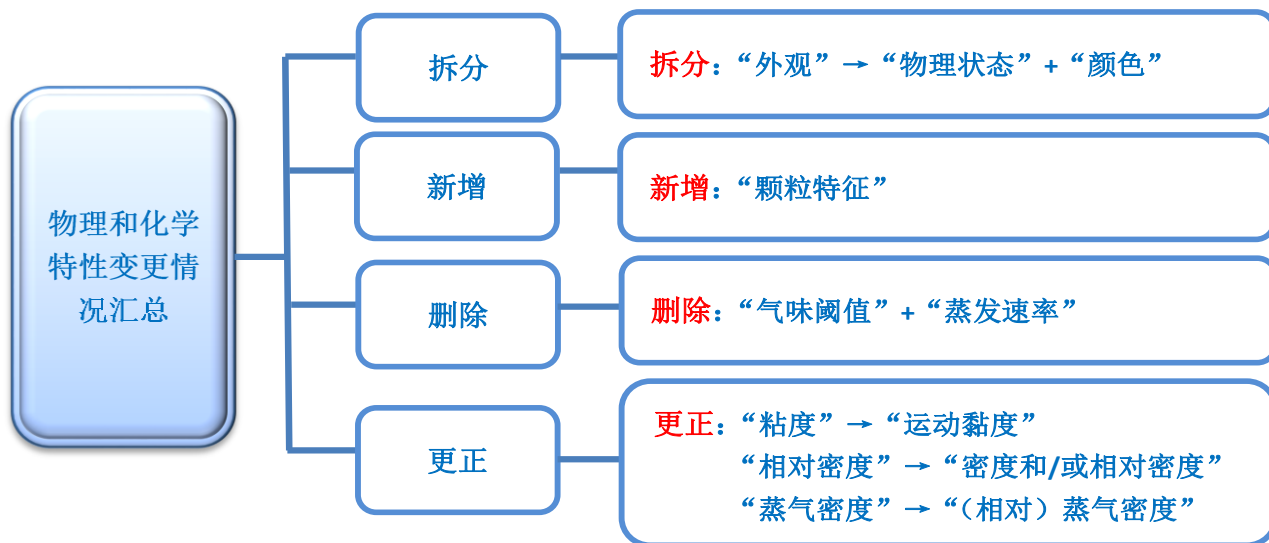 物理和化学
特性变更情
况汇总
拆分
拆分：“外观”→“物理状态”+“颜色”
新增
新增：“颗粒特征”
删除
删除：“气味阈值”+“蒸发速率”
更正
更正：“粘度”→“运动黏度”
“相对密度”→“密度和/或相对密度”
“蒸气密度”→“（相对）蒸气密度”